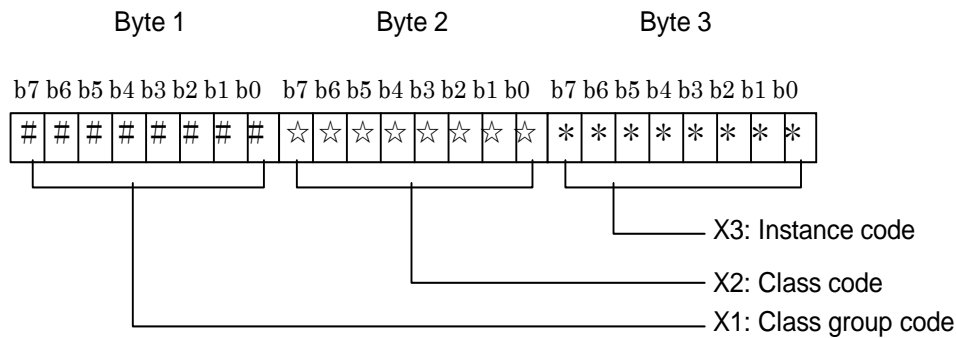 Byte 1 Byte 2 Byte 3
b7 b6 b5 b4 b3 b2 b1 b0 b7 b6 b5 b4 b3 b2 b1 b0 b7 b6 b5 b4 b3 b2 b1 b0
# # # # # # # # ☆ ☆ ☆ ☆ ☆ ☆ ☆ ☆ * * * * * * * *
X3: Instance code
X2: Class code
X1: Class group code